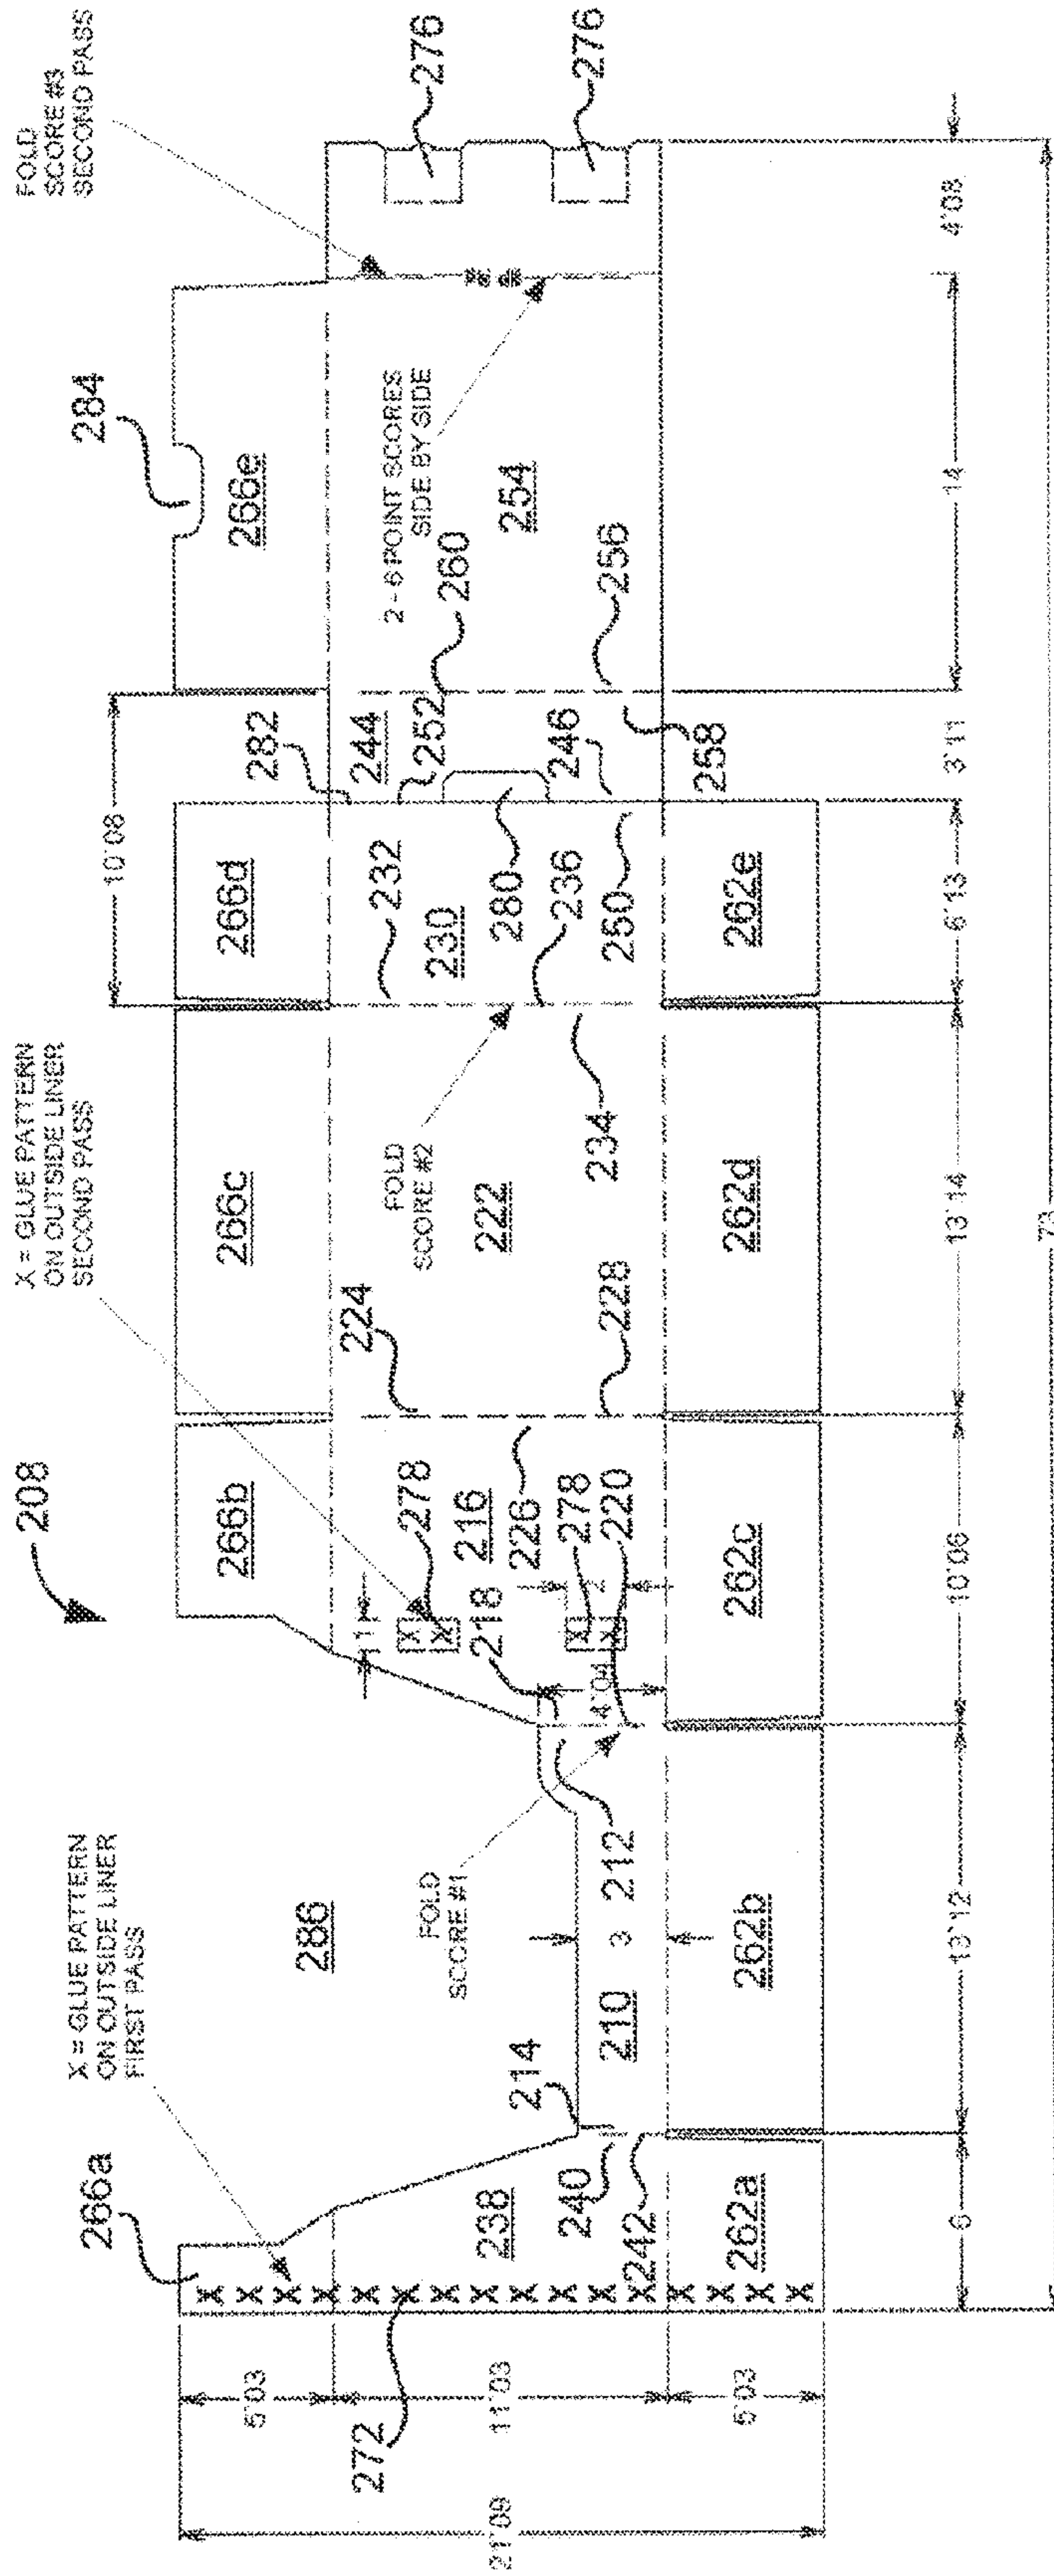 208
X = GLUE PATTERN
ON OUTSIDE LINER
FIRST PASS
X = GLUE PATTERN
ON OUTSIDE LINER
SECOND PASS
FOLD
SCORE #3
SECOND PASS
266a
10'08
284
276
276
266b
266c
266d
282
266e
286
224
232
244
252
260
2 - 6 POINT SCORES
SIDE BY SIDE
254
278
216
222
230
280
236
246
256
FOLD
SCORE #1
FOLD
SCORE #2
11
218
226
278
2
220
228
234
250
258
4'04
214
210
3
212
238
240
242
272
X X X X X X X X X X X X X X X X
X X
X X
262a
262b
262c
262d
262e
5'03
11'03
5'03
21'09
6
13'12
10'06
13'14
6'13
3'11
14
4'08
73